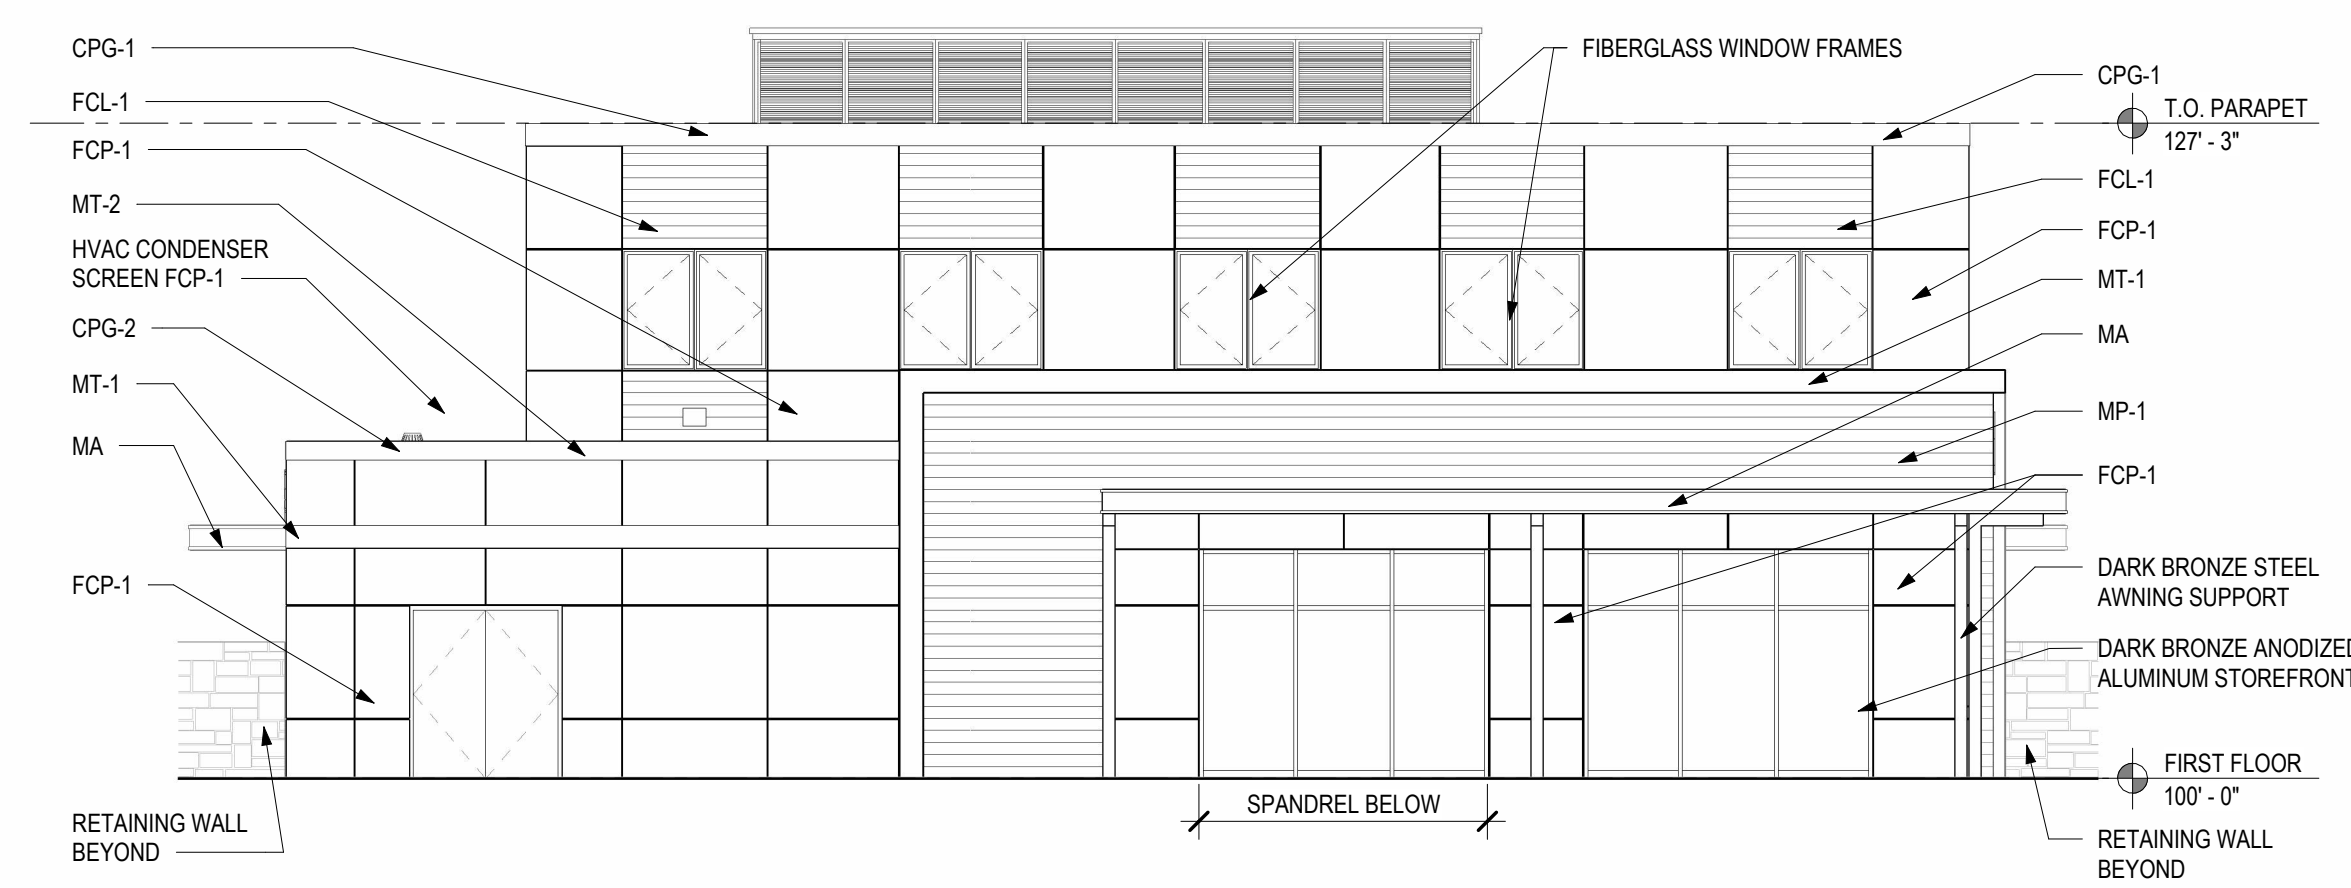 CPG-1
FCL-1
FCP-1
MT-2
HVAC CONDENSER
SCREEN FCP-1
CPG-2
MT-1
MA
FCP-1
RETAINING WALL
BEYOND
FIBERGLASS WINDOW FRAMES
SPANDREL BELOW
CPG-1
T.O. PARAPET
127' - 3"
FCL-1
FCP-1
MT-1
MA
MP-1
FCP-1
DARK BRONZE STEEL
AWNING SUPPORT
DARK BRONZE ANODIZED
ALUMINUM STOREFRONT
FIRST FLOOR
100' - 0"
RETAINING WALL
BEYOND